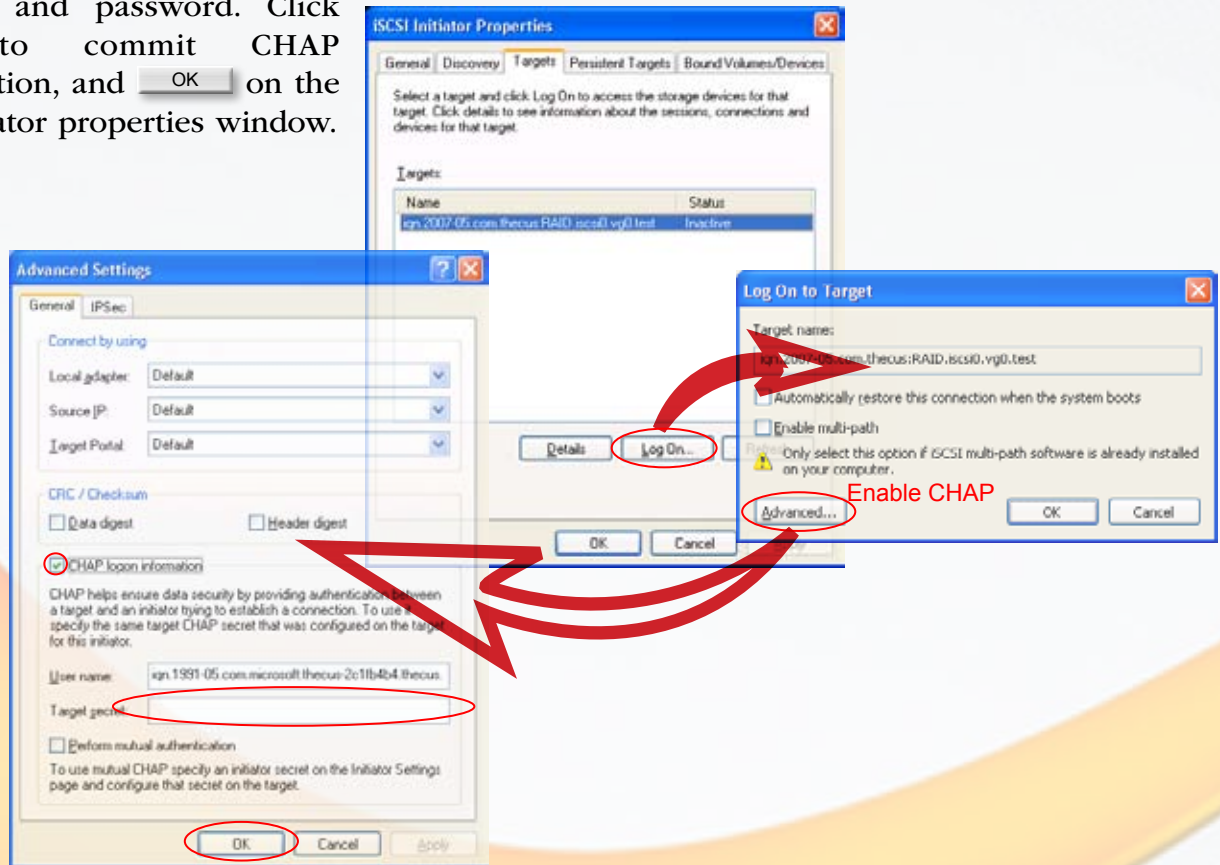 and password. Click
to commit CHAP
tion, and OK on the
ator properties window.
iSCSI Initiator Properties
General Discovery Targets Persistent Targets Bound Volumes/Devices
Select a target and click Log On to access the storage devices for that
target. Click details to see information about the sessions, connections and
devices for that target.
Targets:
Name Status
iqn.2007-05.com.thecus:RAID.iscsi0.vg0.test Inactive
Details Log On...
OK Cancel
Advanced Settings
General IPSec
Connect by using
Local adapter: Default
Source IP: Default
Target Portal: Default
CRC / Checksum
Data digest Header digest
CHAP logon information
CHAP helps ensure data security by providing authentication between
a target and an initiator trying to establish a connection. To use it
specify the same target CHAP secret that was configured on the target
for this initiator.
User name: iqn.1991-05.com.microsoft:thecus-2c1fb4b4.thecus.
Target secret:
Perform mutual authentication
To use mutual CHAP specify an initiator secret on the Initiator Settings
page and configure that secret on the target.
OK Cancel Apply
Log On to Target
Target name:
iqn.2007-05.com.thecus:RAID.iscsi0.vg0.test
Automatically restore this connection when the system boots
Enable multi-path
Only select this option if iSCSI multi-path software is already installed
on your computer.
Enable CHAP
Advanced... OK Cancel